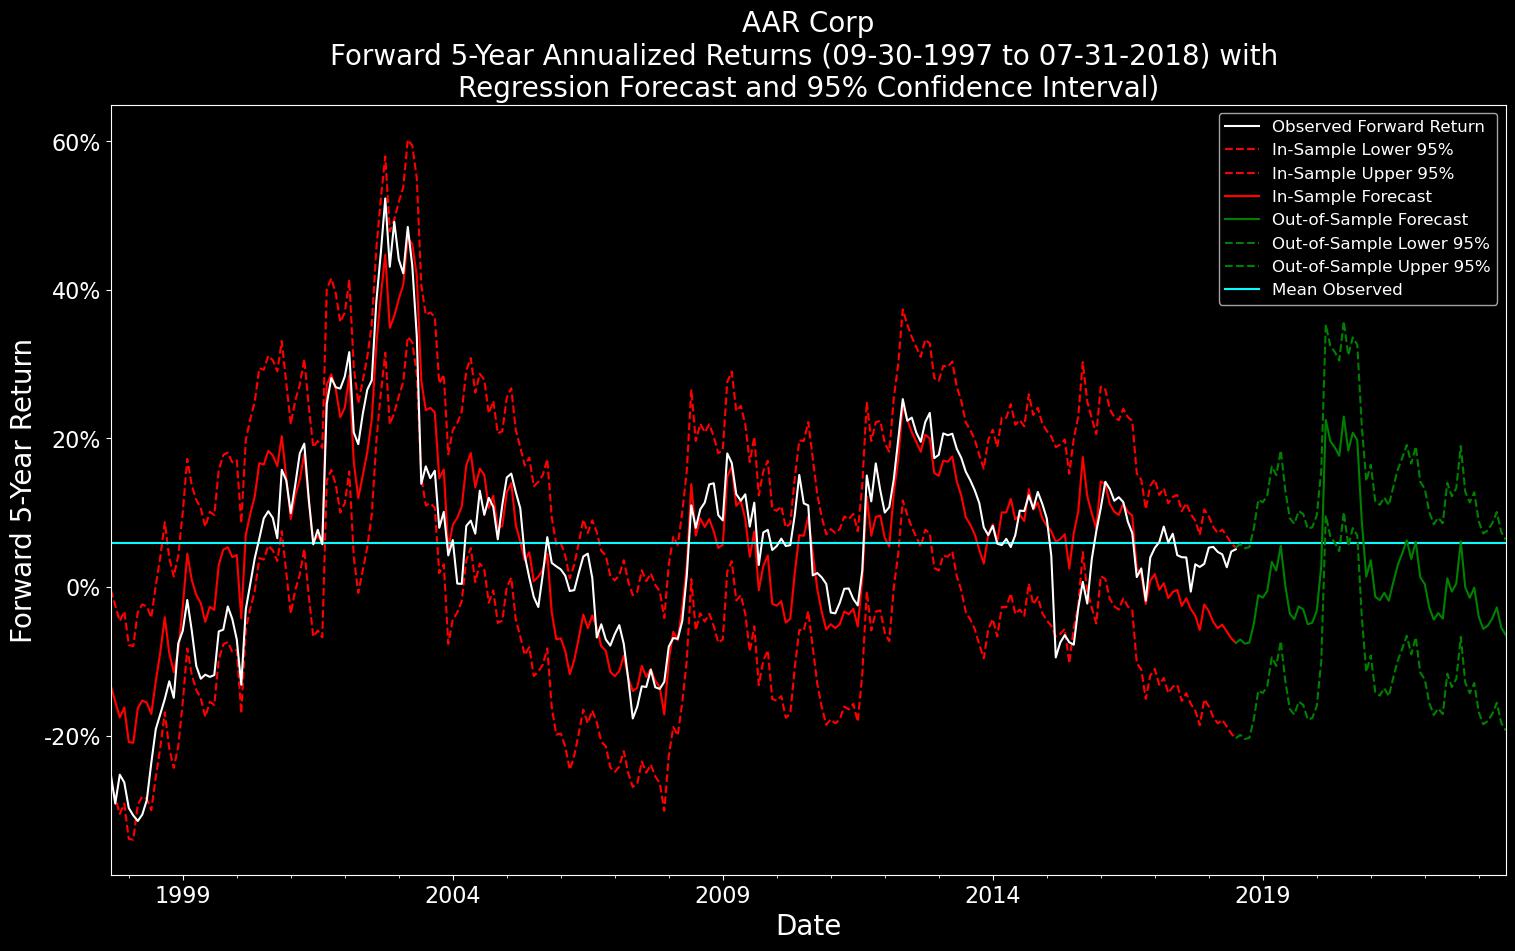 AAR Corp
Forward 5-Year Annualized Returns (09-30-1997 to 07-31-2018) with
Regression Forecast and 95% Confidence Interval)
Forward 5-Year Return
60%
40%
20%
0%
-20%
Observed Forward Return
In-Sample Lower 95%
In-Sample Upper 95%
In-Sample Forecast
Out-of-Sample Forecast
Out-of-Sample Lower 95%
Out-of-Sample Upper 95%
Mean Observed
1999
2004
2009
2014
2019
Date